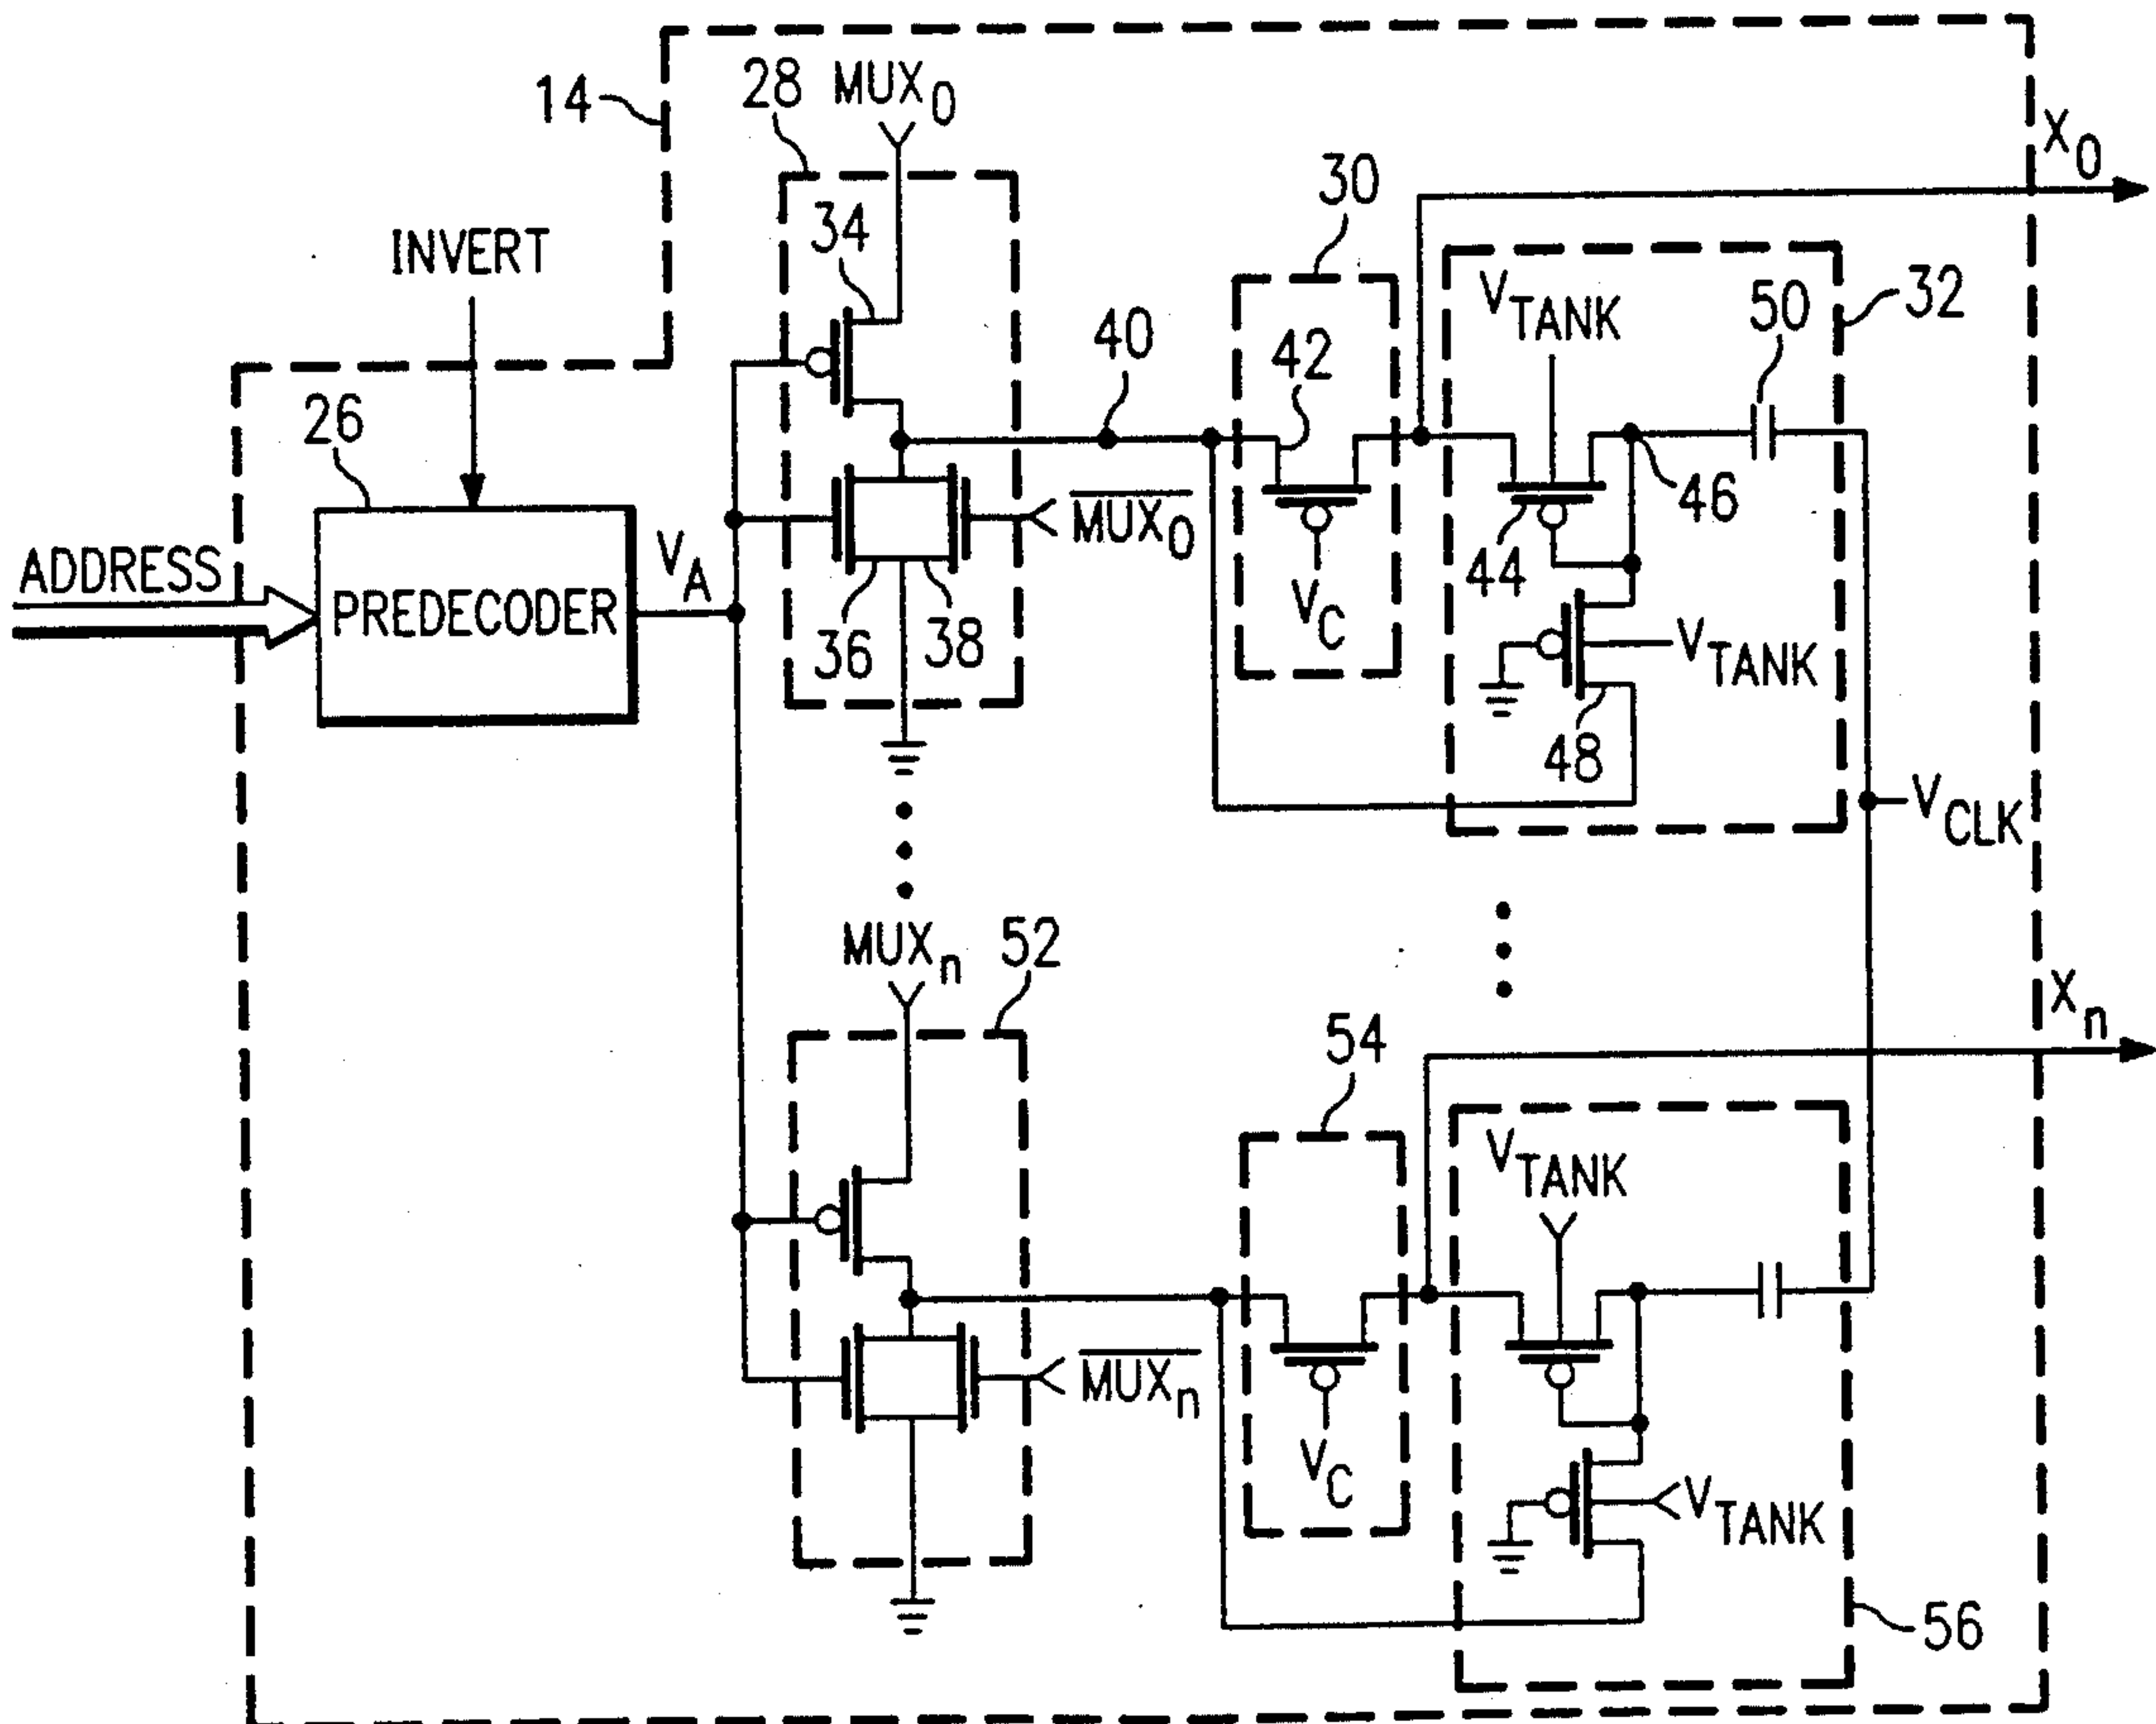 14
28
MUX0
X0
30
INVERT
34
VTANK
50
32
40
42
26
46
MUX0
ADDRESS
VA
44
PREDECODER
VC
36
38
VTANK
48
VCLK
MUXn
52
Xn
54
VTANK
MUXn
VC
VTANK
56